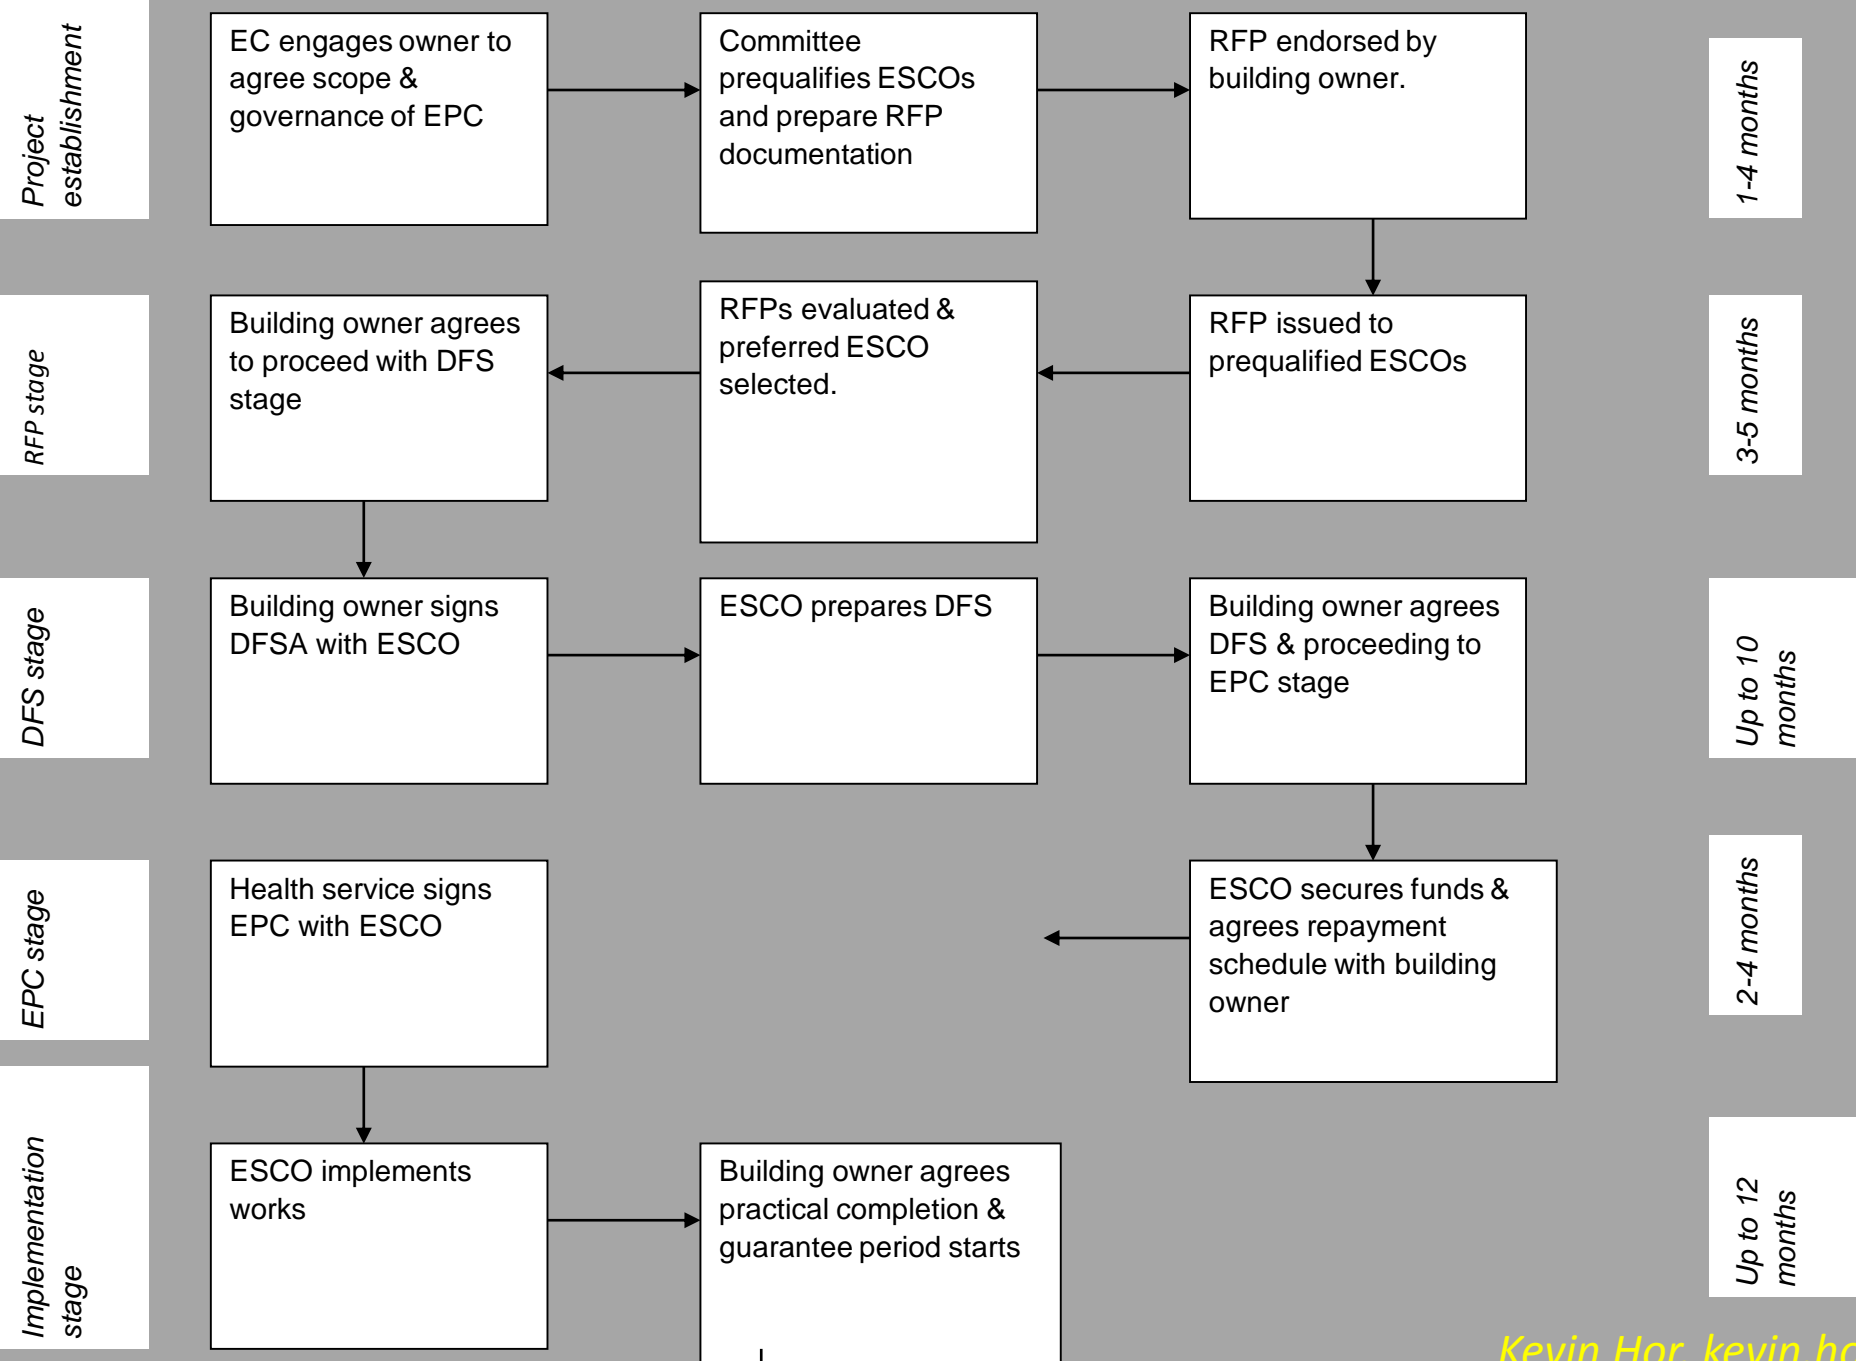 Project
establishment
EC engages owner to
agree scope &
governance of EPC
Committee
prequalifies ESCOs
and prepare RFP
documentation
RFP endorsed by
building owner.
1-4 months
RFP stage
Building owner agrees
to proceed with DFS
stage
RFPs evaluated &
preferred ESCO
selected.
RFP issued to
prequalified ESCOs
3-5 months
DFS stage
Building owner signs
DFSA with ESCO
ESCO prepares DFS
Building owner agrees
DFS & proceeding to
EPC stage
Up to 10
months
EPC stage
Health service signs
EPC with ESCO
ESCO secures funds &
agrees repayment
schedule with building
owner
2-4 months
Implementation
stage
ESCO implements
works
Building owner agrees
practical completion &
guarantee period starts
Up to 12
months
Kevin Hor kevin